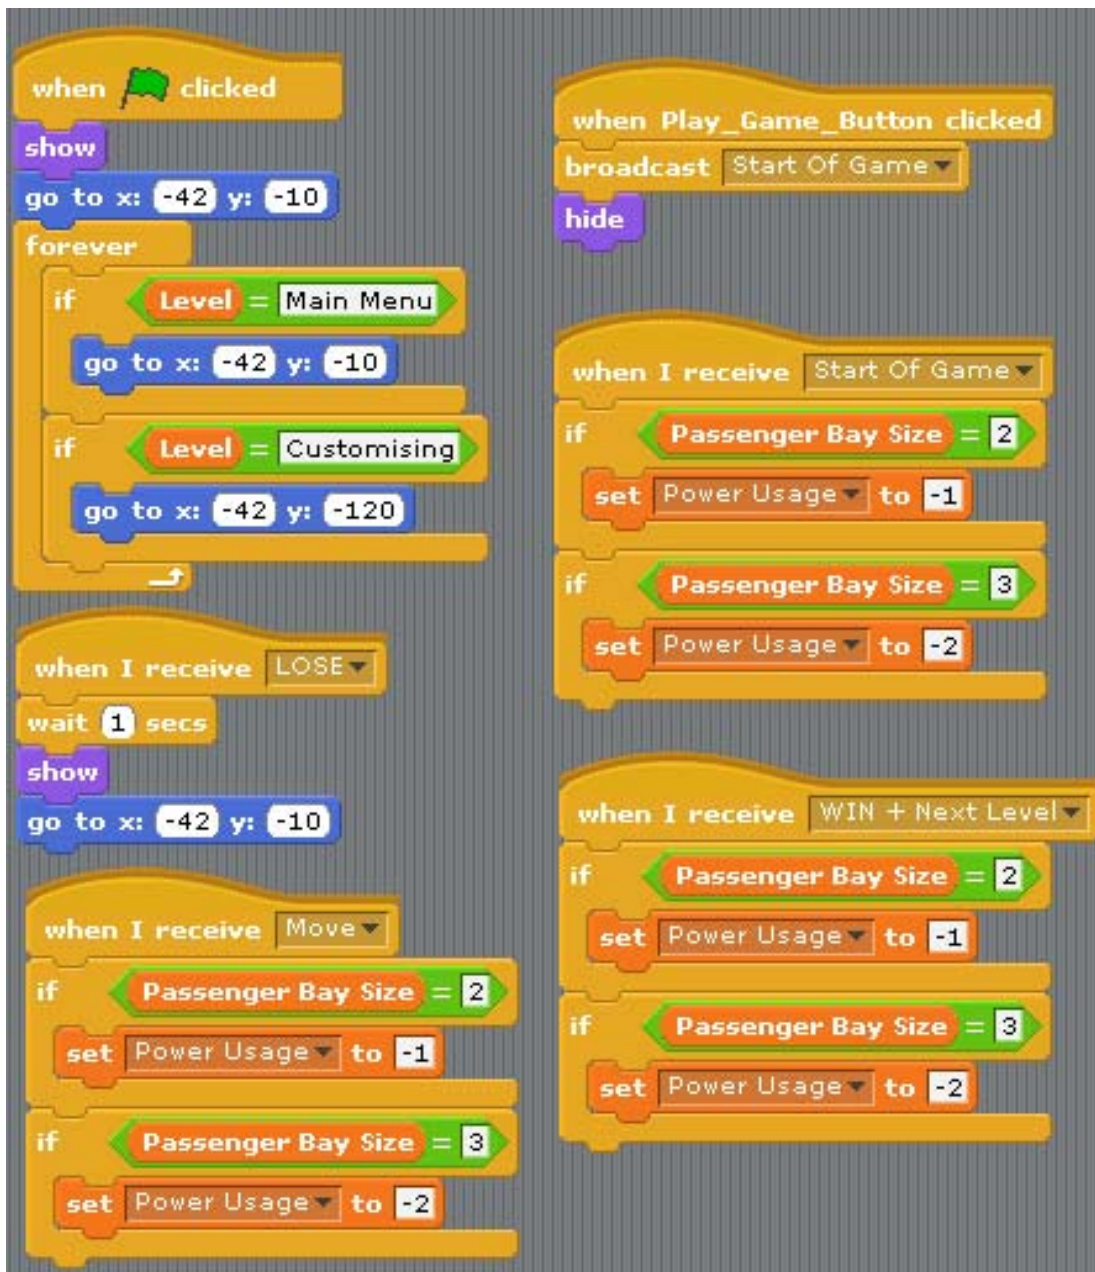 when clicked
show
go to x: -42 y: -10
forever
if Level = Main Menu
go to x: -42 y: -10
if Level = Customising
go to x: -42 y: -120
when I receive LOSE
wait 1 secs
show
go to x: -42 y: -10
when I receive Move
if Passenger Bay Size = 2
set Power Usage to -1
if Passenger Bay Size = 3
set Power Usage to -2
when Play_Game_Button clicked
broadcast Start Of Game
hide
when I receive Start Of Game
if Passenger Bay Size = 2
set Power Usage to -1
if Passenger Bay Size = 3
set Power Usage to -2
when I receive WIN + Next Level
if Passenger Bay Size = 2
set Power Usage to -1
if Passenger Bay Size = 3
set Power Usage to -2